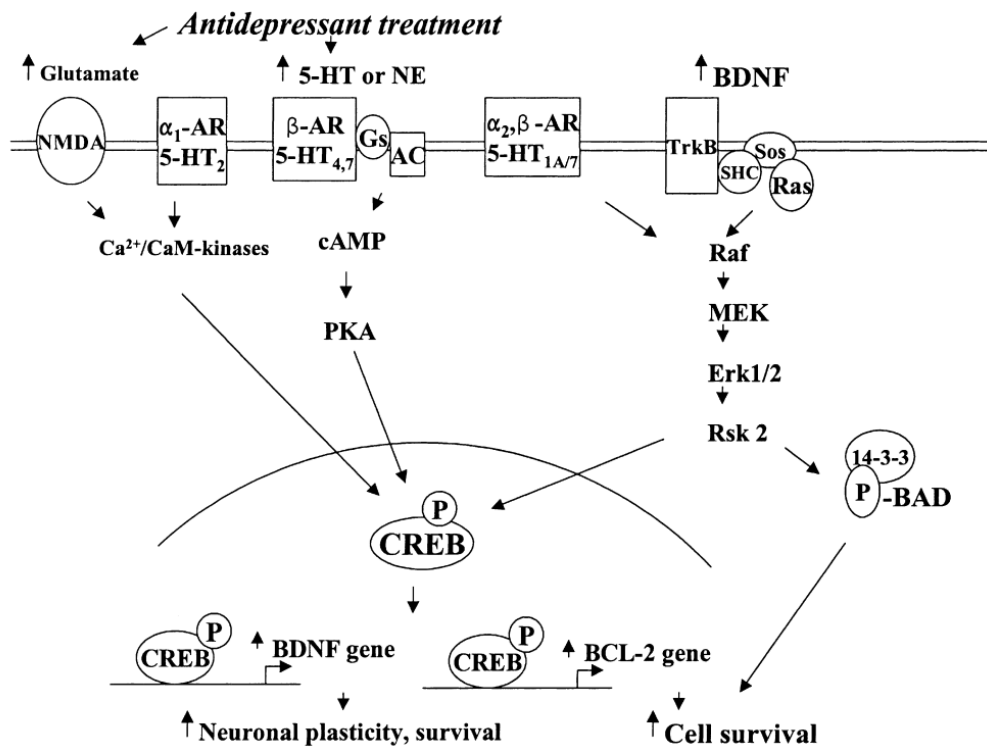 Antidepressant treatment
Glutamate
5-HT or NE
BDNF
NMDA
α₁-AR
5-HT₂
β-AR
5-HT₄,₇
Gs
AC
α₂,β-AR
5-HT₁A/₇
TrkB
SHC
Sos
Ras
Ca²⁺/CaM-kinases
cAMP
Raf
PKA
MEK
Erk1/2
Rsk 2
14-3-3
P
-BAD
P
CREB
P
CREB
BDNF gene
P
CREB
BCL-2 gene
Neuronal plasticity, survival
Cell survival